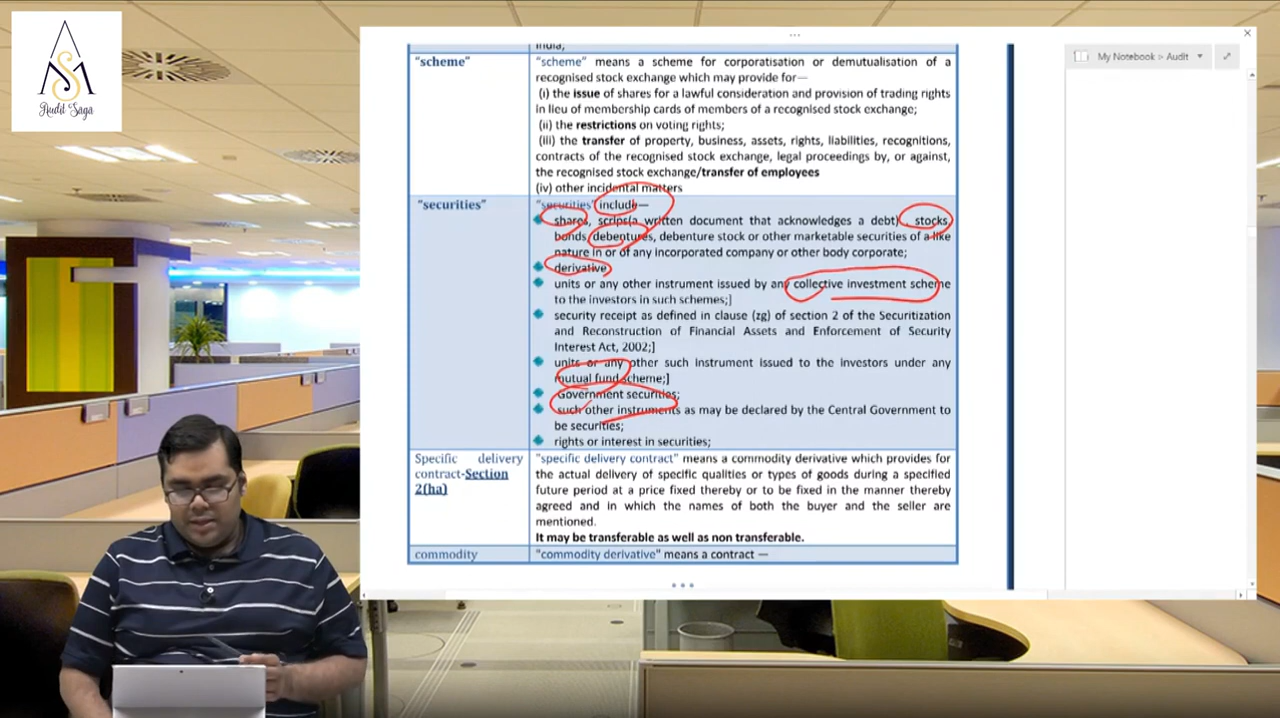 Audit Saga
My Notebook > Audit
India;
"scheme"
"scheme" means a scheme for corporatisation or demutualisation of a
recognised stock exchange which may provide for—
(i) the issue of shares for a lawful consideration and provision of trading rights
in lieu of membership cards of members of a recognised stock exchange;
(ii) the restrictions on voting rights;
(iii) the transfer of property, business, assets, rights, liabilities, recognitions,
contracts of the recognised stock exchange, legal proceedings by, or against,
the recognised stock exchange/transfer of employees
(iv) other incidental matters
"securities"
"securities" include—
shares, scrips(a written document that acknowledges a debt), stocks,
bonds, debentures, debenture stock or other marketable securities of a like
nature in or of any incorporated company or other body corporate;
derivative
units or any other instrument issued by any collective investment scheme
to the investors in such schemes;]
security receipt as defined in clause (zg) of section 2 of the Securitization
and Reconstruction of Financial Assets and Enforcement of Security
Interest Act, 2002;]
units or any other such instrument issued to the investors under any
mutual fund scheme;]
Government securities;
such other instruments as may be declared by the Central Government to
be securities;
rights or interest in securities;
Specific delivery
contract-Section
2(ha)
"specific delivery contract" means a commodity derivative which provides for
the actual delivery of specific qualities or types of goods during a specified
future period at a price fixed thereby or to be fixed in the manner thereby
agreed and in which the names of both the buyer and the seller are
mentioned.
It may be transferable as well as non transferable.
commodity
"commodity derivative" means a contract —